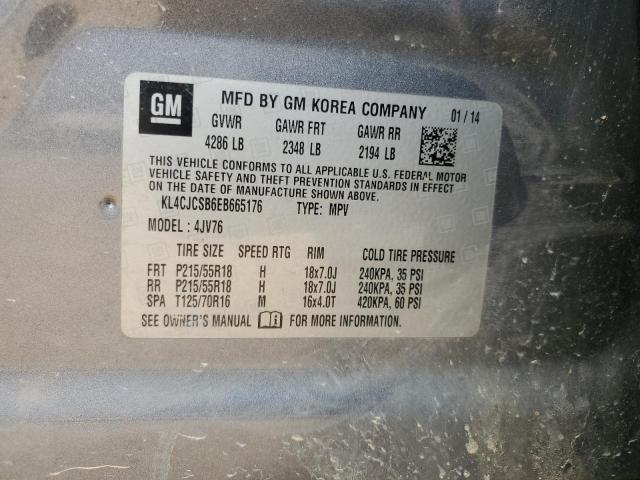 GM
MFD BY GM KOREA COMPANY 01 / 14
GVWR GAWR FRT GAWR RR
4286 LB 2348 LB 2194 LB
THIS VEHICLE CONFORMS TO ALL APPLICABLE U.S. FEDERAL MOTOR
VEHICLE SAFETY AND THEFT PREVENTION STANDARDS IN EFFECT
ON THE DATE OF MANUFACTURE SHOWN ABOVE.
KL4CJCSB6EB665176 TYPE: MPV
MODEL : 4JV76
TIRE SIZE SPEED RTG RIM COLD TIRE PRESSURE
FRT P215/55R18 H 18x7.0J 240KPA, 35 PSI
RR P215/55R18 H 18x7.0J 240KPA, 35 PSI
SPA T125/70R16 M 16x4.0T 420KPA, 60 PSI
SEE OWNER'S MANUAL FOR MORE INFORMATION.